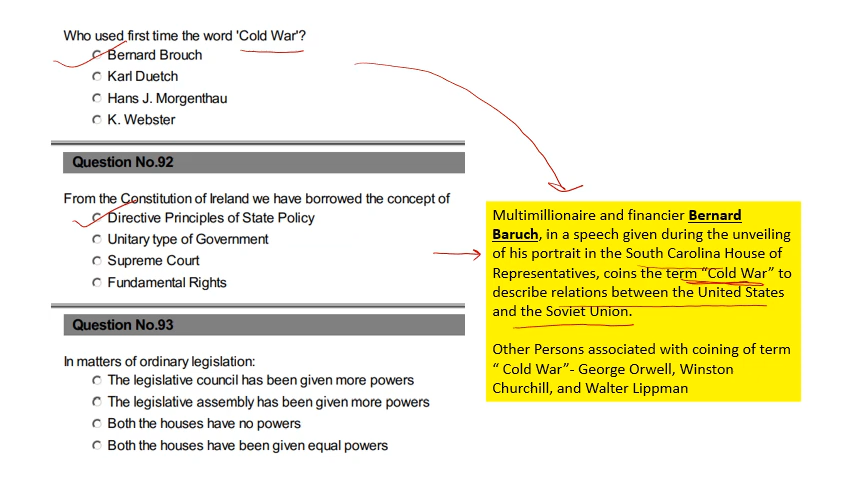 Who used first time the word 'Cold War'?
Bernard Brouch
Karl Duetch
Hans J. Morgenthau
K. Webster
Question No.92
From the Constitution of Ireland we have borrowed the concept of
Directive Principles of State Policy
Unitary type of Government
Supreme Court
Fundamental Rights
Question No.93
In matters of ordinary legislation:
The legislative council has been given more powers
The legislative assembly has been given more powers
Both the houses have no powers
Both the houses have been given equal powers
Multimillionaire and financier Bernard
Baruch, in a speech given during the unveiling
of his portrait in the South Carolina House of
Representatives, coins the term “Cold War” to
describe relations between the United States
and the Soviet Union.
Other Persons associated with coining of term
“ Cold War”- George Orwell, Winston
Churchill, and Walter Lippman